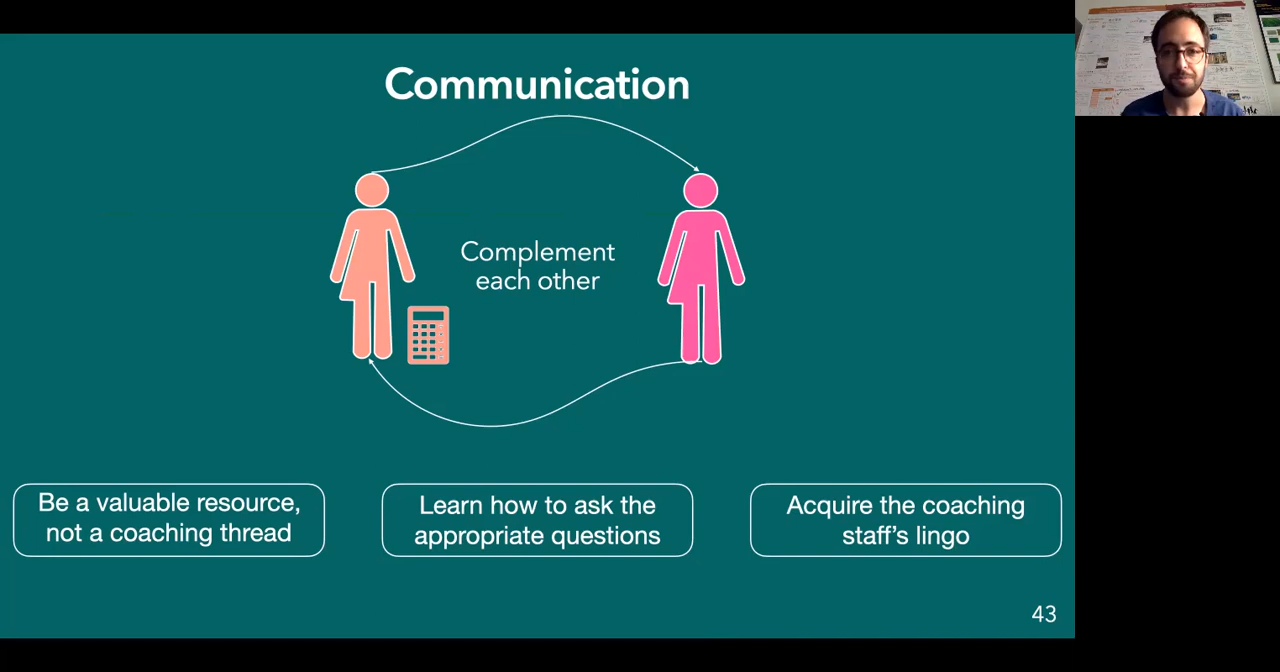 Communication
Complement
each other
Be a valuable resource,
not a coaching thread
Learn how to ask the
appropriate questions
Acquire the coaching
staff's lingo
43